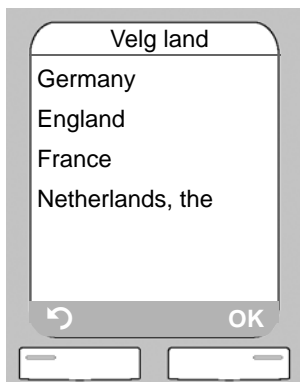 Velg land
Germany
England
France
Netherlands, the
OK